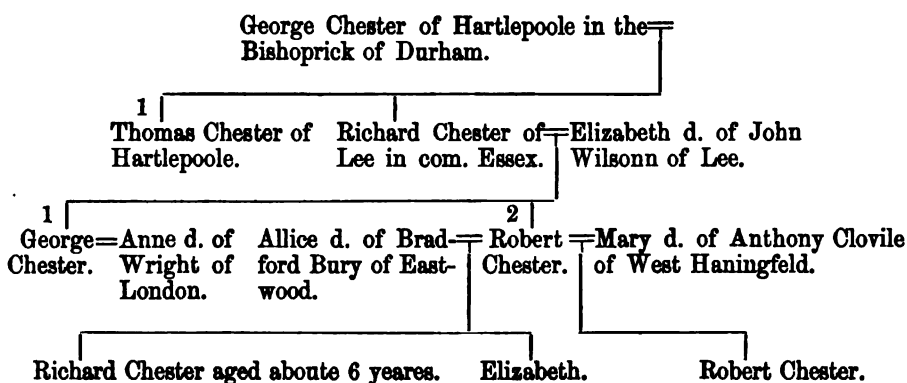 George Chester of Hartlepoole in the
Bishoprick of Durham.
1
Thomas Chester of
Hartlepoole.
Richard Chester of
Lee in com. Essex.
Elizabeth d. of John
Wilsonn of Lee.
1
George
Chester.
Anne d. of
Wright of
London.
Allice d. of Brad-
ford Bury of East-
wood.
2
Robert
Chester.
Mary d. of Anthony Clovile
of West Haningfeld.
Richard Chester aged aboute 6 yeares.
Elizabeth.
Robert Chester.